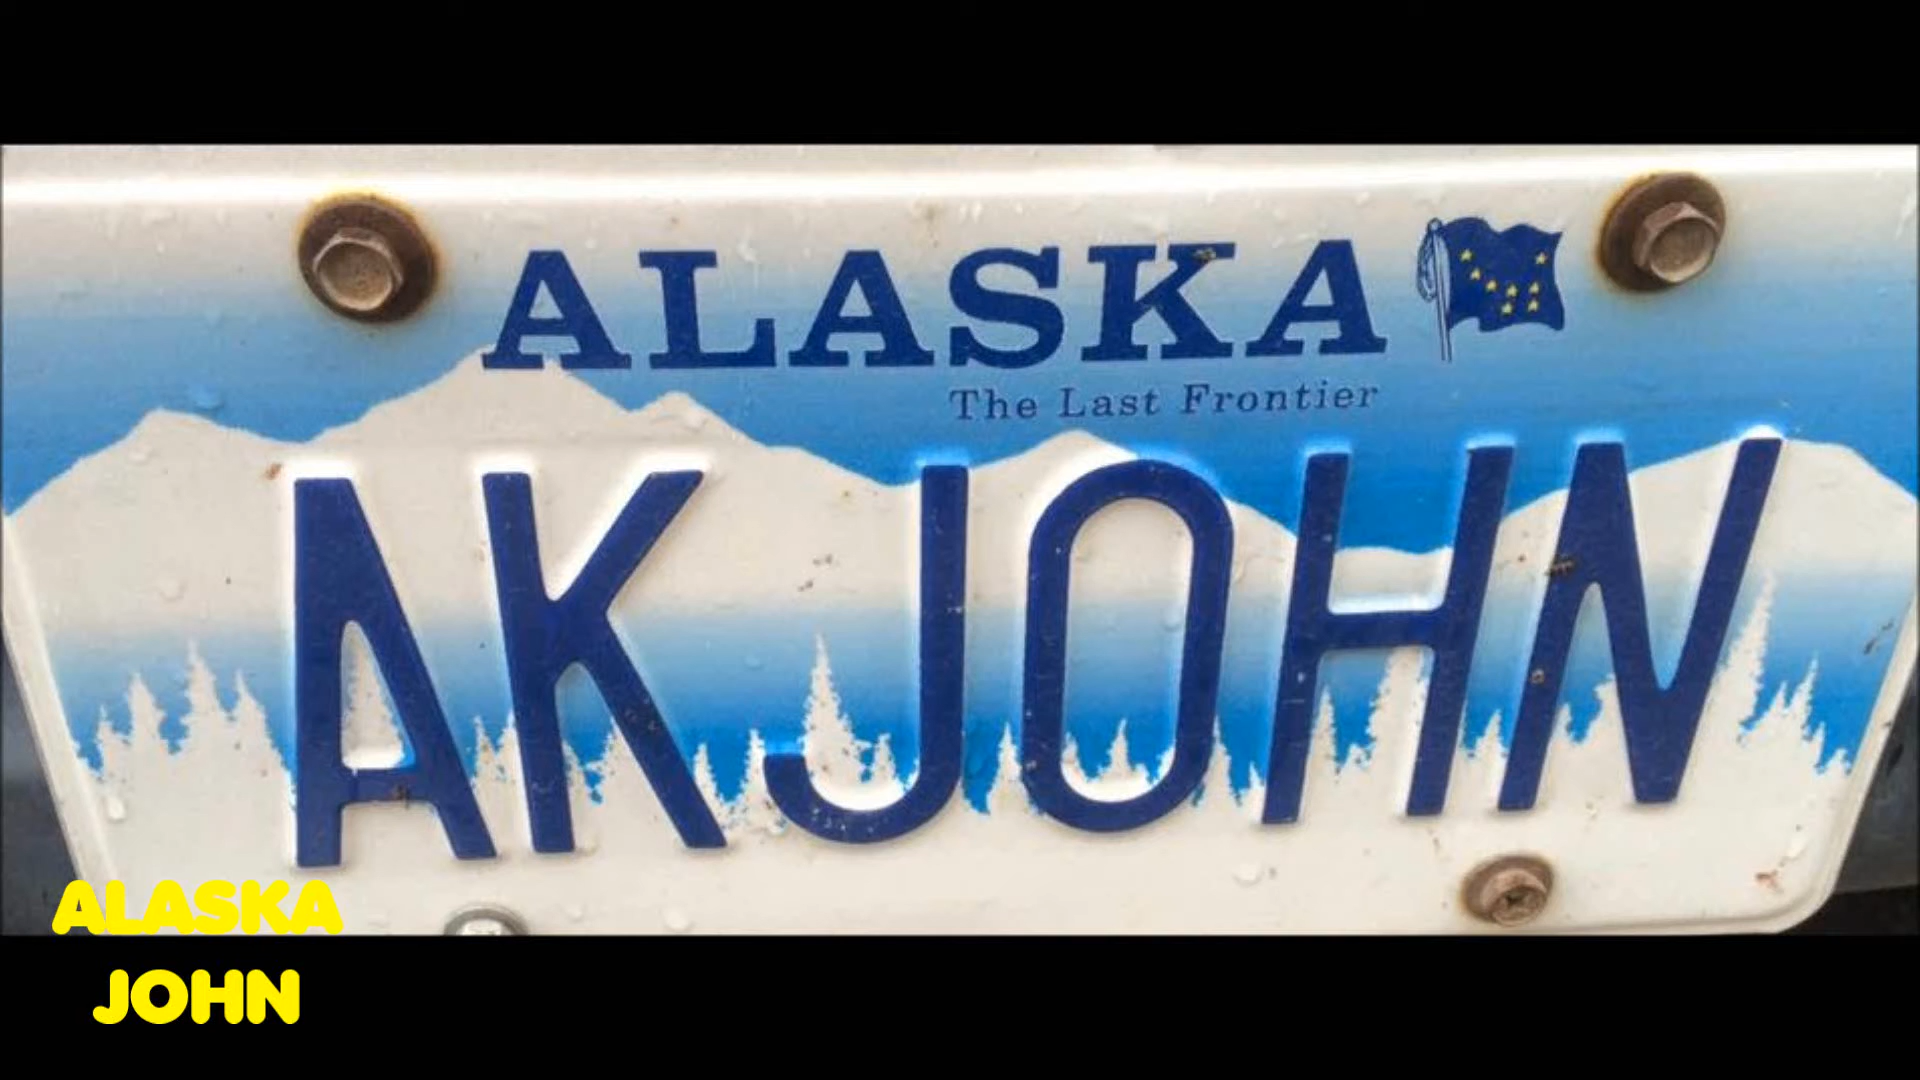 ALASKA
The Last Frontier
AKJOHN
ALASKA
JOHN